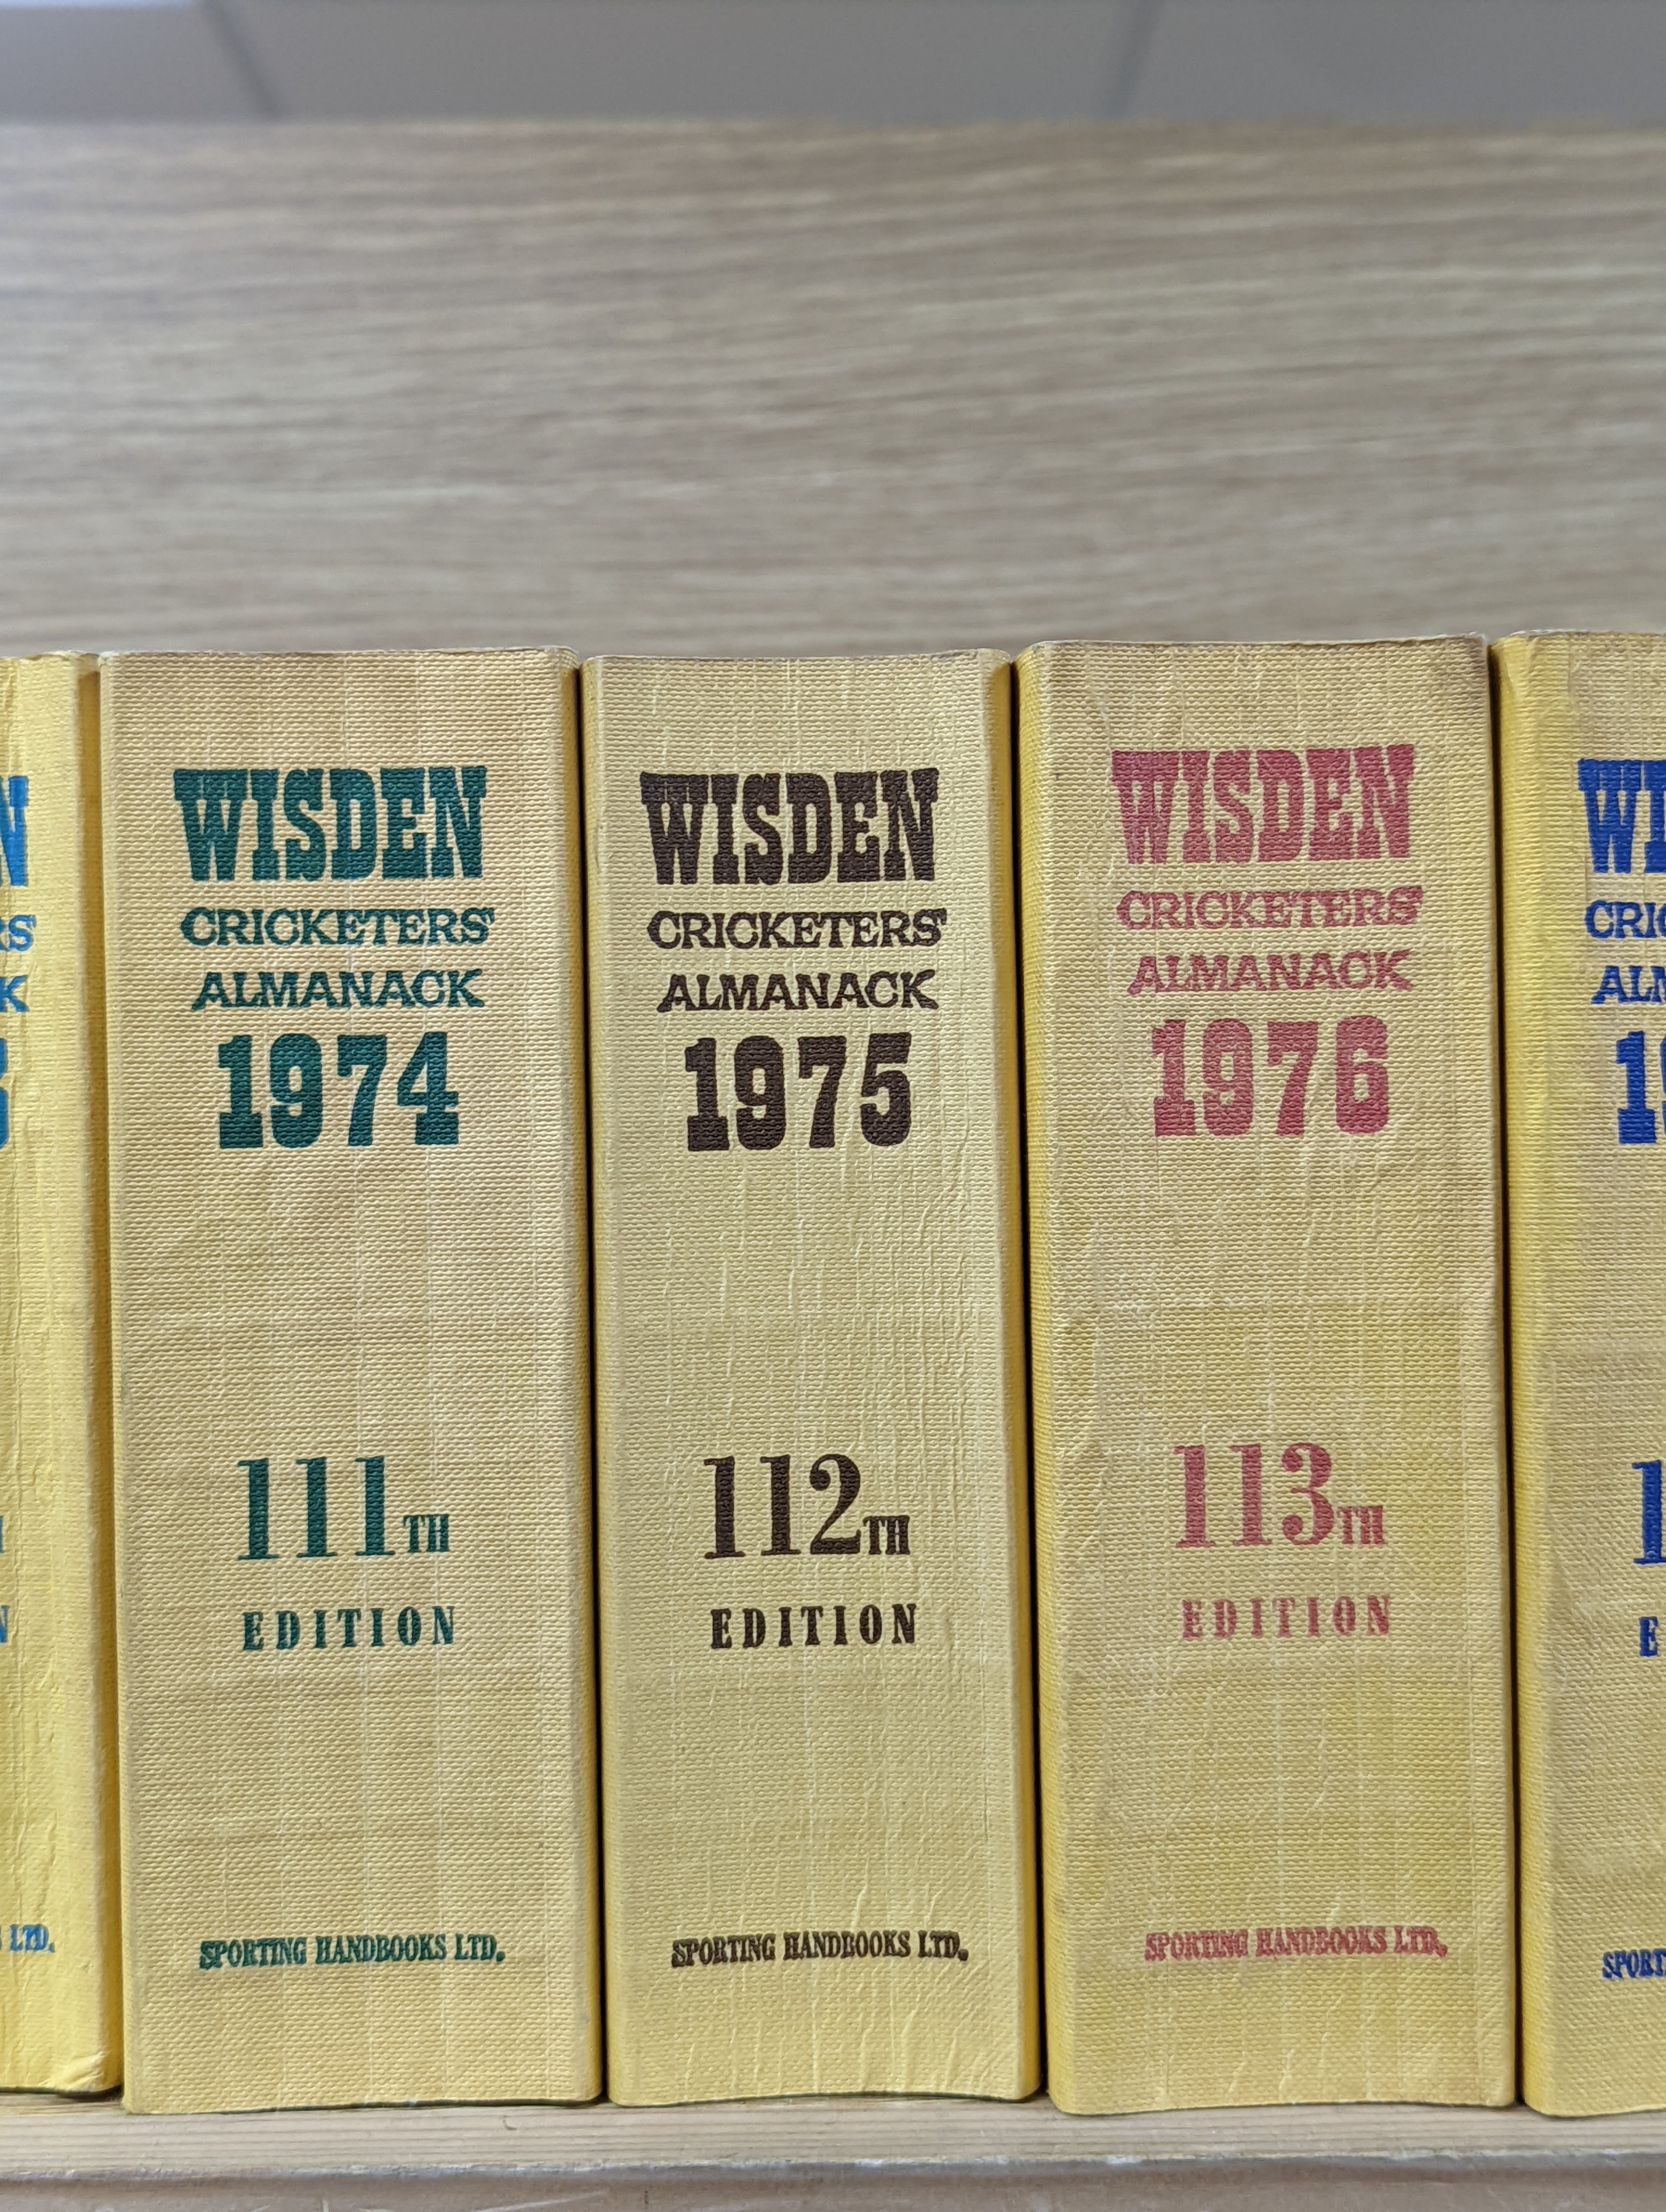 WISDEN
CRICKETERS'
ALMANACK
1974
111TH
EDITION
SPORTING HANDBOOKS LTD.
WISDEN
CRICKETERS'
ALMANACK
1975
112TH
EDITION
SPORTING HANDBOOKS LTD.
WISDEN
CRICKETERS'
ALMANACK
1976
113TH
EDITION
SPORTING HANDBOOKS LTD.